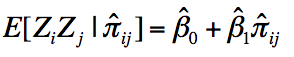 E[Z_i Z_j | π̂_ij] = β̂_0 + β̂_1 π̂_ij